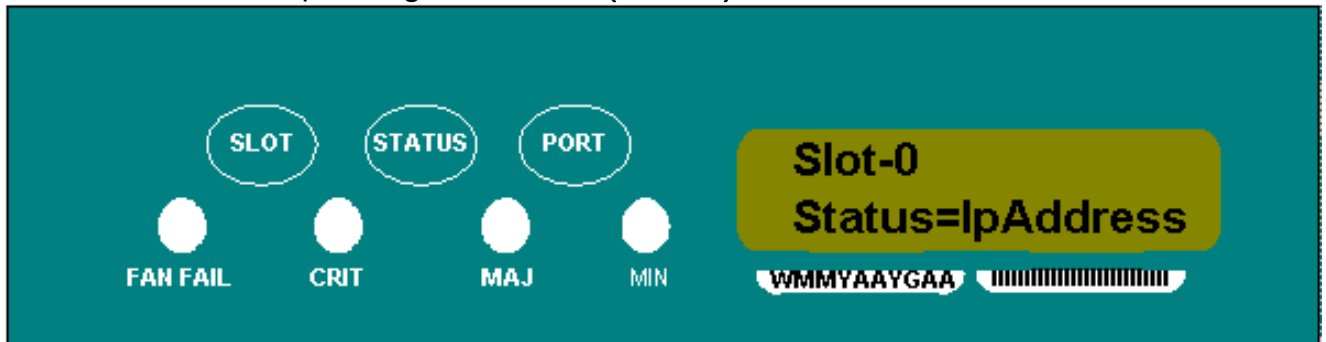 SLOT STATUS PORT
Slot-0
Status=IpAddress
FAN FAIL CRIT MAJ MIN
WMMYAAYGAA